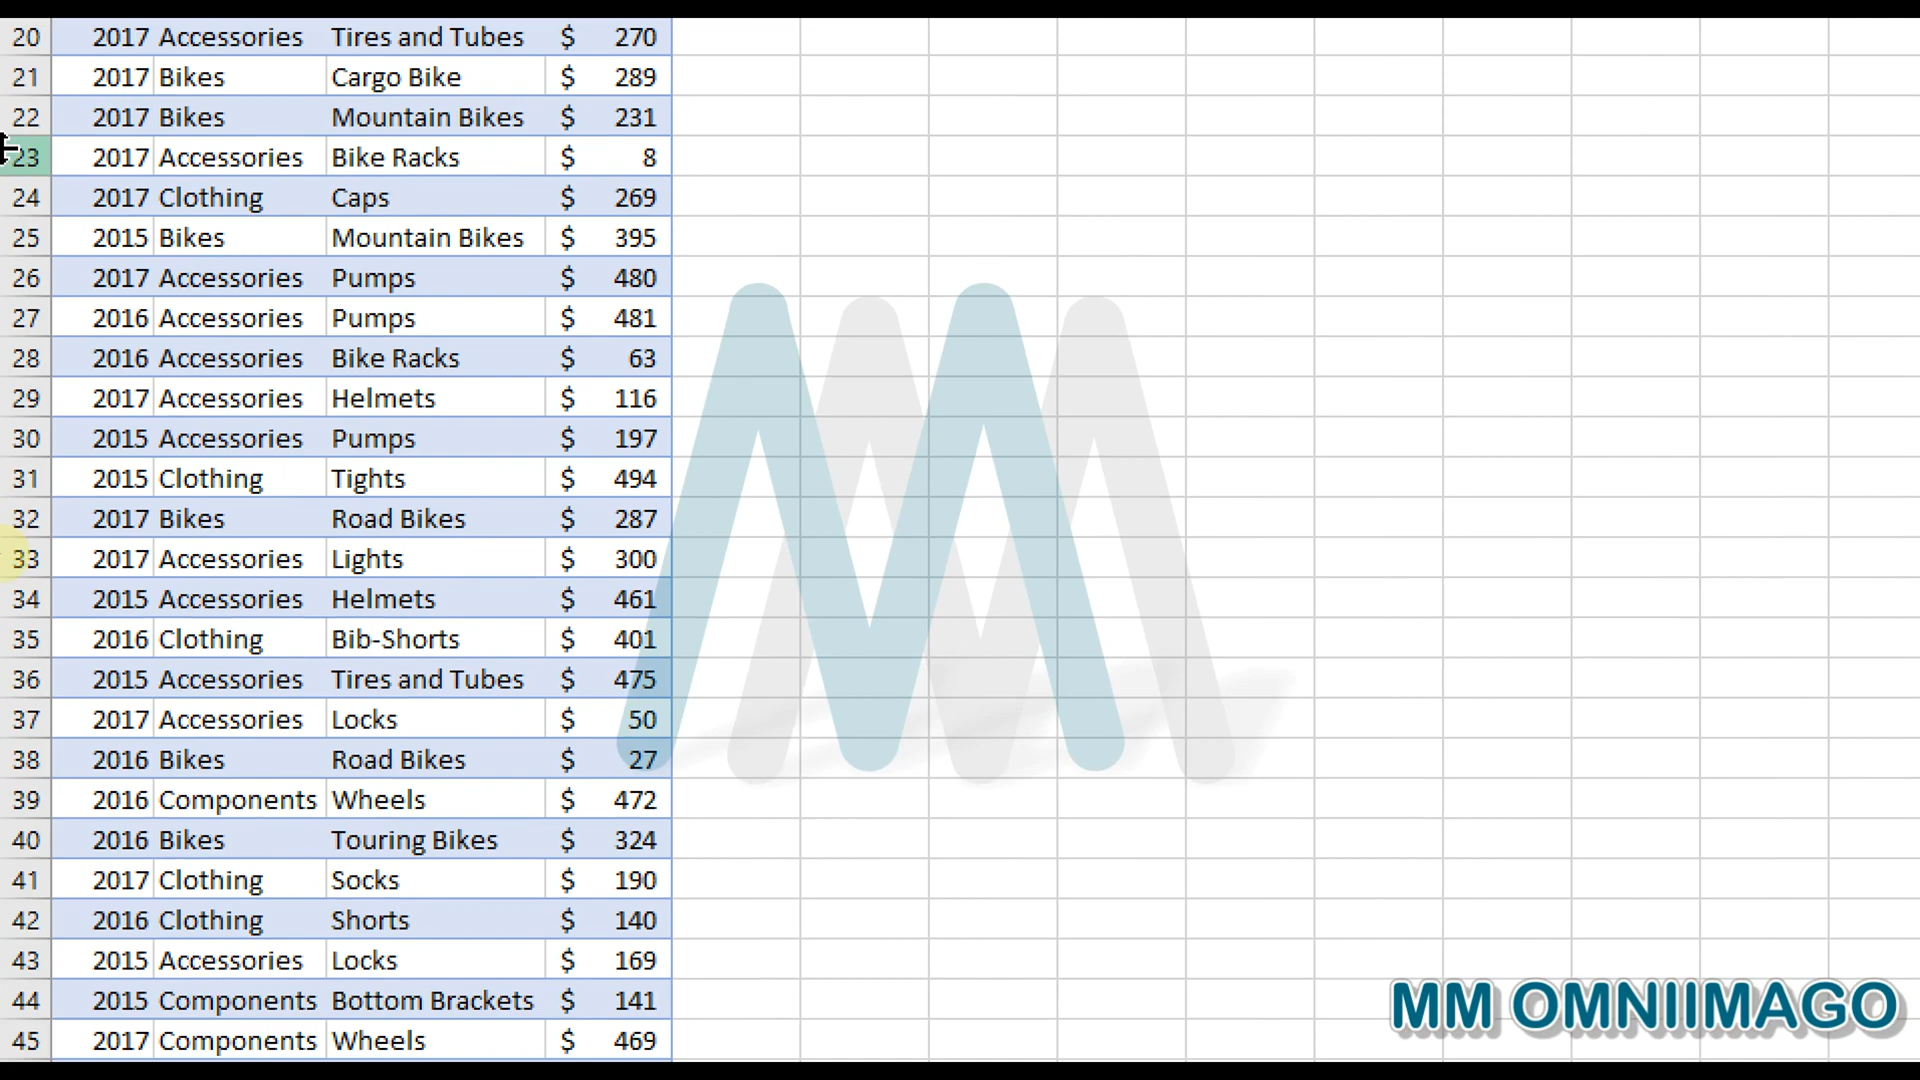 20 2017 Accessories Tires and Tubes $ 270
21 2017 Bikes Cargo Bike $ 289
22 2017 Bikes Mountain Bikes $ 231
23 2017 Accessories Bike Racks $ 8
24 2017 Clothing Caps $ 269
25 2015 Bikes Mountain Bikes $ 395
26 2017 Accessories Pumps $ 480
27 2016 Accessories Pumps $ 481
28 2016 Accessories Bike Racks $ 63
29 2017 Accessories Helmets $ 116
30 2015 Accessories Pumps $ 197
31 2015 Clothing Tights $ 494
32 2017 Bikes Road Bikes $ 287
33 2017 Accessories Lights $ 300
34 2015 Accessories Helmets $ 461
35 2016 Clothing Bib-Shorts $ 401
36 2015 Accessories Tires and Tubes $ 475
37 2017 Accessories Locks $ 50
38 2016 Bikes Road Bikes $ 27
39 2016 Components Wheels $ 472
40 2016 Bikes Touring Bikes $ 324
41 2017 Clothing Socks $ 190
42 2016 Clothing Shorts $ 140
43 2015 Accessories Locks $ 169
44 2015 Components Bottom Brackets $ 141
45 2017 Components Wheels $ 469
MM OMNIIMAGO